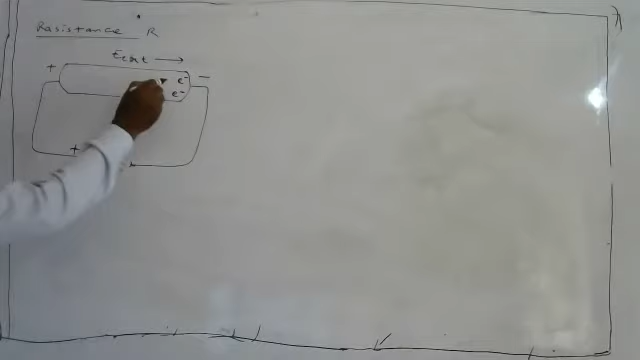 Resistance R
Eext →
+ e⁻ −
e⁻
+